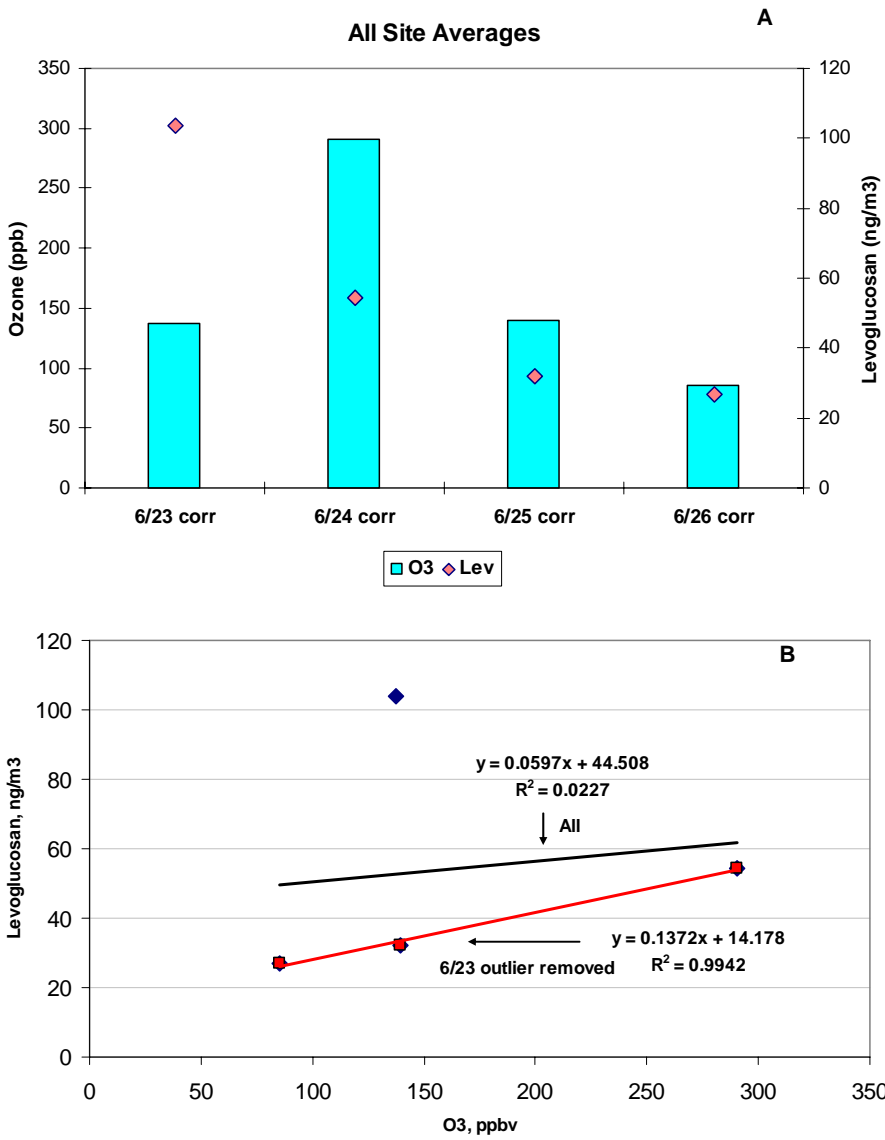 A
All Site Averages
350
300
250
200
150
100
50
0
Ozone (ppb)
120
100
80
60
40
20
0
Levoglucosan (ng/m3)
6/23 corr 6/24 corr 6/25 corr 6/26 corr
O3 Lev
B
120
100
80
60
40
20
0
Levoglucosan, ng/m3
y = 0.0597x + 44.508
R² = 0.0227
All
y = 0.1372x + 14.178
6/23 outlier removed
R² = 0.9942
0 50 100 150 200 250 300 350
O3, ppbv